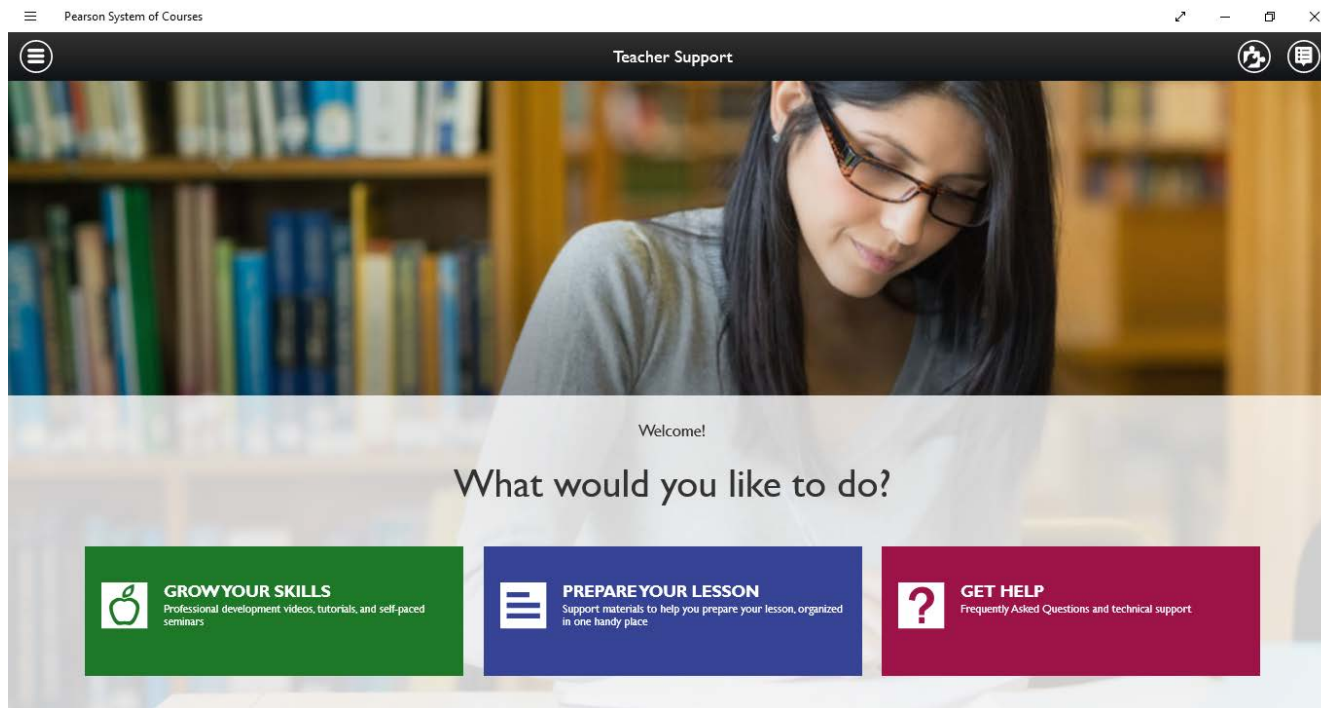 Pearson System of Courses
Teacher Support
Welcome!
What would you like to do?
GROW YOUR SKILLS
Professional development videos, tutorials, and self-paced
seminars
PREPARE YOUR LESSON
Support materials to help you prepare your lesson, organized
in one handy place
?
GET HELP
Frequently Asked Questions and technical support